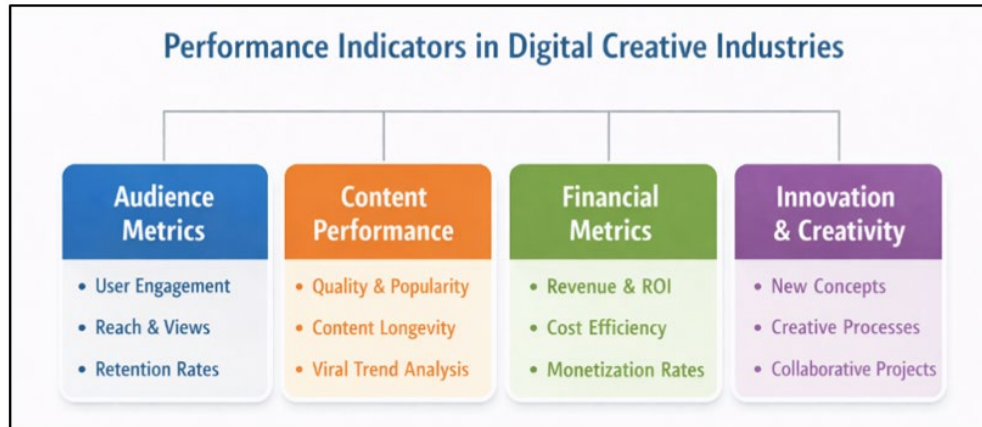 Performance Indicators in Digital Creative Industries
Audience
Metrics
• User Engagement
• Reach & Views
• Retention Rates
Content
Performance
• Quality & Popularity
• Content Longevity
• Viral Trend Analysis
Financial
Metrics
• Revenue & ROI
• Cost Efficiency
• Monetization Rates
Innovation
& Creativity
• New Concepts
• Creative Processes
• Collaborative Projects